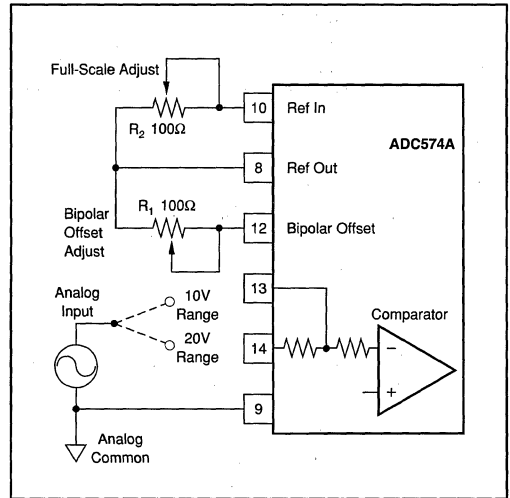 Full-Scale Adjust
R2 100Ω
10
Ref In
ADC574A
8
Ref Out
R1 100Ω
Bipolar
Offset
Adjust
12
Bipolar Offset
13
Analog
Input
10V
Range
20V
Range
Comparator
14
−
+
9
Analog
Common